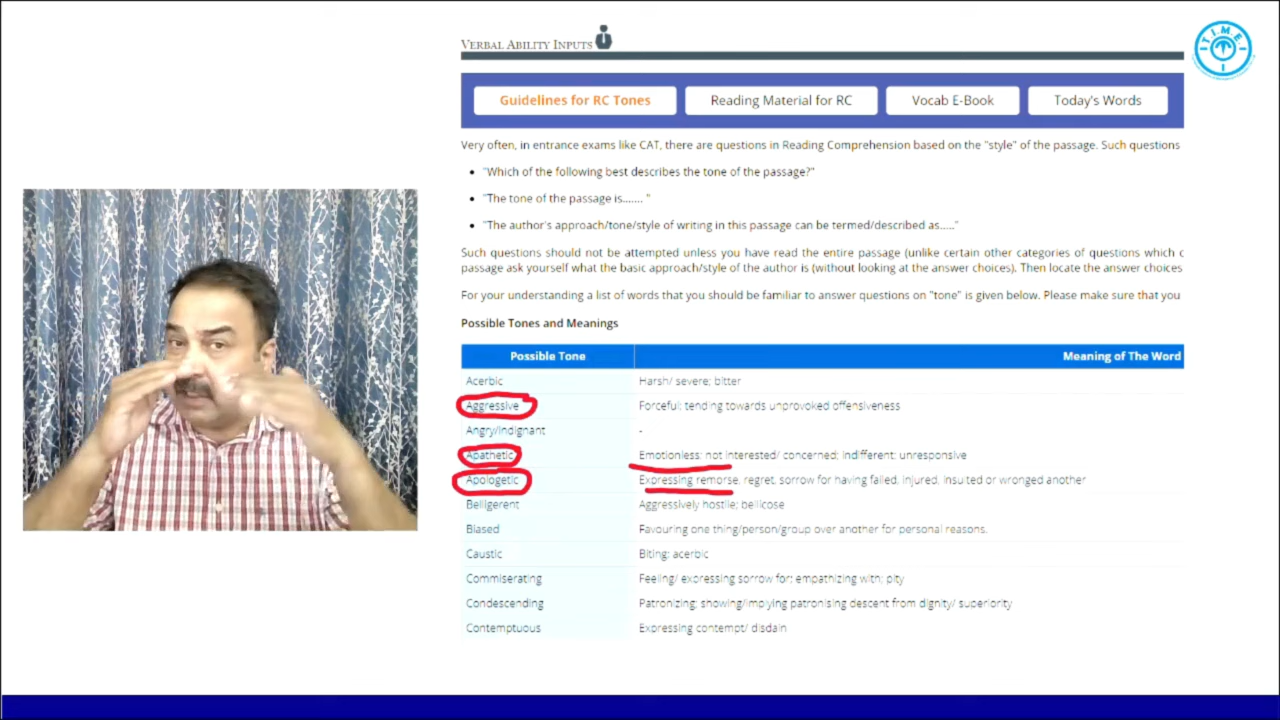 VERBAL ABILITY INPUTS
T.I.M.E.
Guidelines for RC Tones
Reading Material for RC
Vocab E-Book
Today's Words
Very often, in entrance exams like CAT, there are questions in Reading Comprehension based on the "style" of the passage. Such questions
"Which of the following best describes the tone of the passage?"
"The tone of the passage is....... "
"The author's approach/tone/style of writing in this passage can be termed/described as....."
Such questions should not be attempted unless you have read the entire passage (unlike certain other categories of questions which c
passage ask yourself what the basic approach/style of the author is (without looking at the answer choices). Then locate the answer choices
For your understanding a list of words that you should be familiar to answer questions on "tone" is given below. Please make sure that you
Possible Tones and Meanings
Possible Tone Meaning of The Word
Acerbic Harsh/ severe; bitter
Aggressive Forceful; tending towards unprovoked offensiveness
Angry/Indignant -
Apathetic Emotionless; not interested/ concerned; indifferent; unresponsive
Apologetic Expressing remorse, regret, sorrow for having failed, injured, insulted or wronged another
Belligerent Aggressively hostile; bellicose
Biased Favouring one thing/person/group over another for personal reasons.
Caustic Biting; acerbic
Commiserating Feeling/ expressing sorrow for; empathizing with; pity
Condescending Patronizing; showing/implying patronising descent from dignity/ superiority
Contemptuous Expressing contempt/ disdain